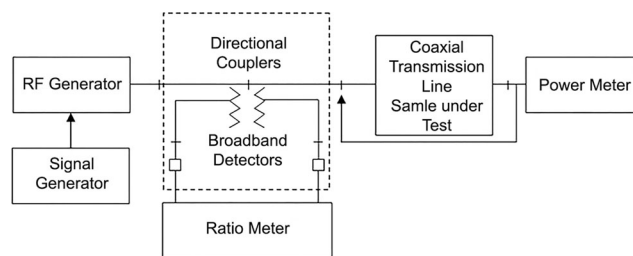 RF Generator
Signal
Generator
Directional
Couplers
Broadband
Detectors
Ratio Meter
Coaxial
Transmission
Line
Samle under
Test
Power Meter